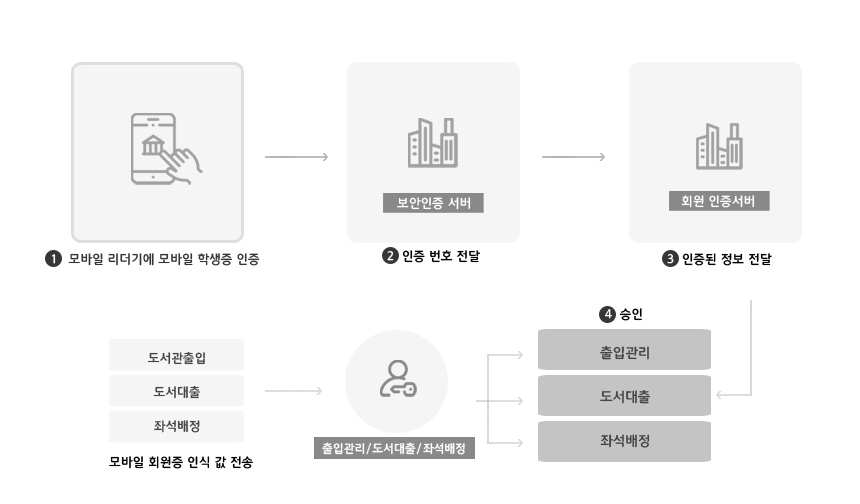 보안인증 서버
회원 인증서버
1 모바일 리더기에 모바일 학생증 인증
2 인증 번호 전달
3 인증된 정보 전달
4 승인
도서관출입
도서대출
좌석배정
모바일 회원증 인식 값 전송
출입관리/도서대출/좌석배정
출입관리
도서대출
좌석배정